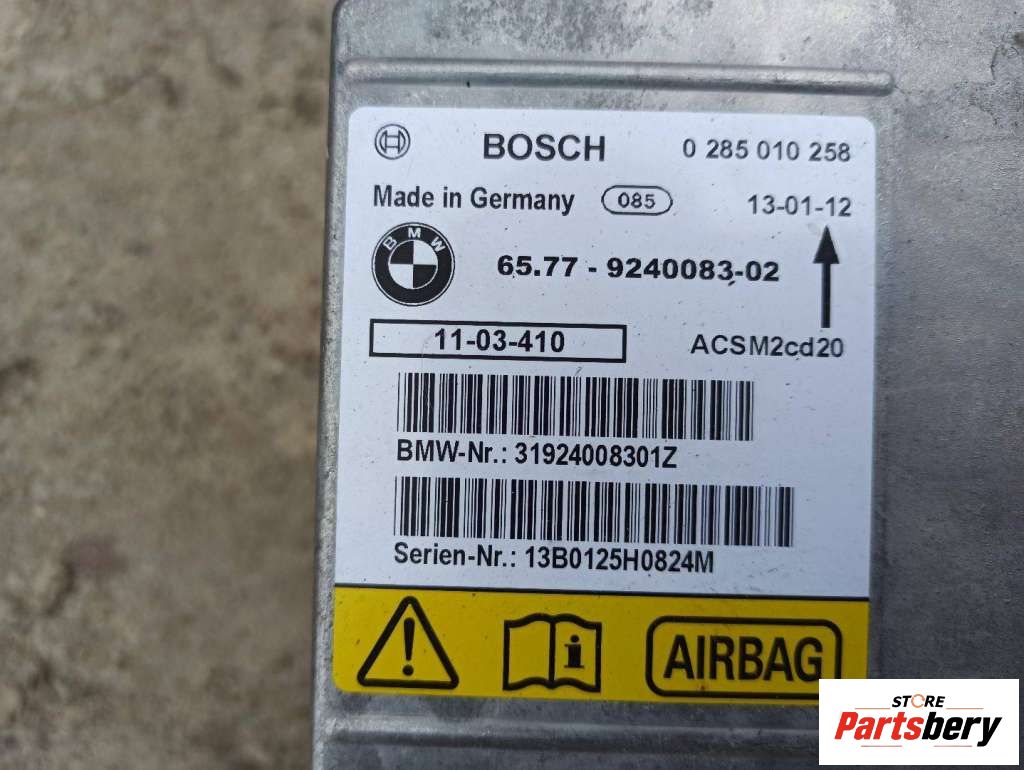 BOSCH 0 285 010 258
Made in Germany 085 13-01-12
BMW
65.77 - 9240083-02
11-03-410 ACSM2cd20
BMW-Nr.: 31924008301Z
Serien-Nr.: 13B0125H0824M
AIRBAG
STORE
Partsbery